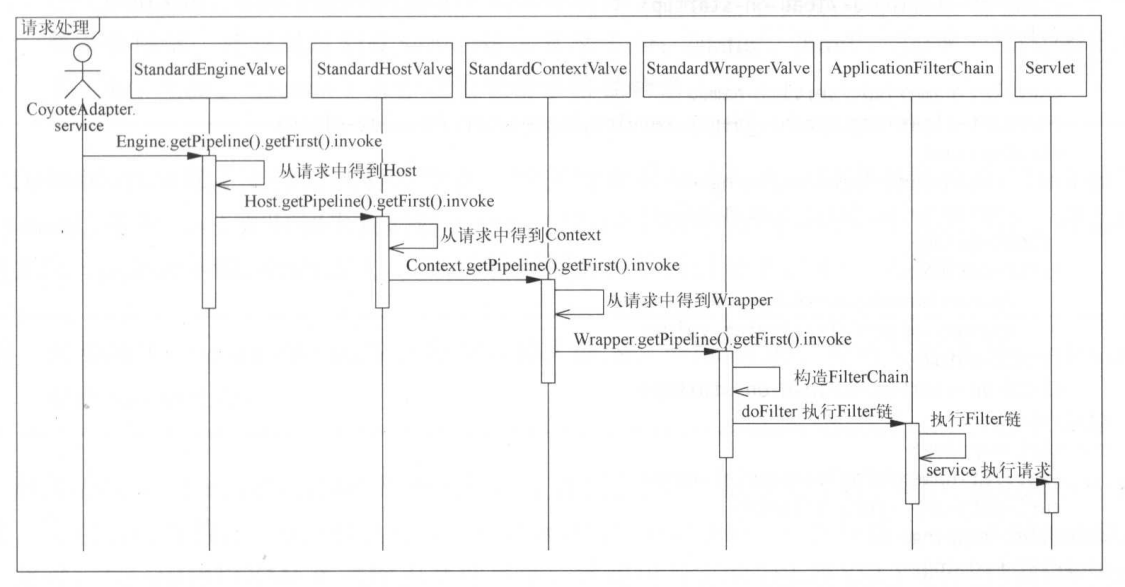 请求处理
StandardEngineValve
StandardHostValve
StandardContextValve
StandardWrapperValve
ApplicationFilterChain
Servlet
CoyoteAdapter.
service
Engine.getPipeline().getFirst().invoke
从请求中得到Host
Host.getPipeline().getFirst().invoke
从请求中得到Context
Context.getPipeline().getFirst().invoke
从请求中得到Wrapper
Wrapper.getPipeline().getFirst().invoke
构造FilterChain
doFilter 执行Filter链
执行Filter链
service 执行请求